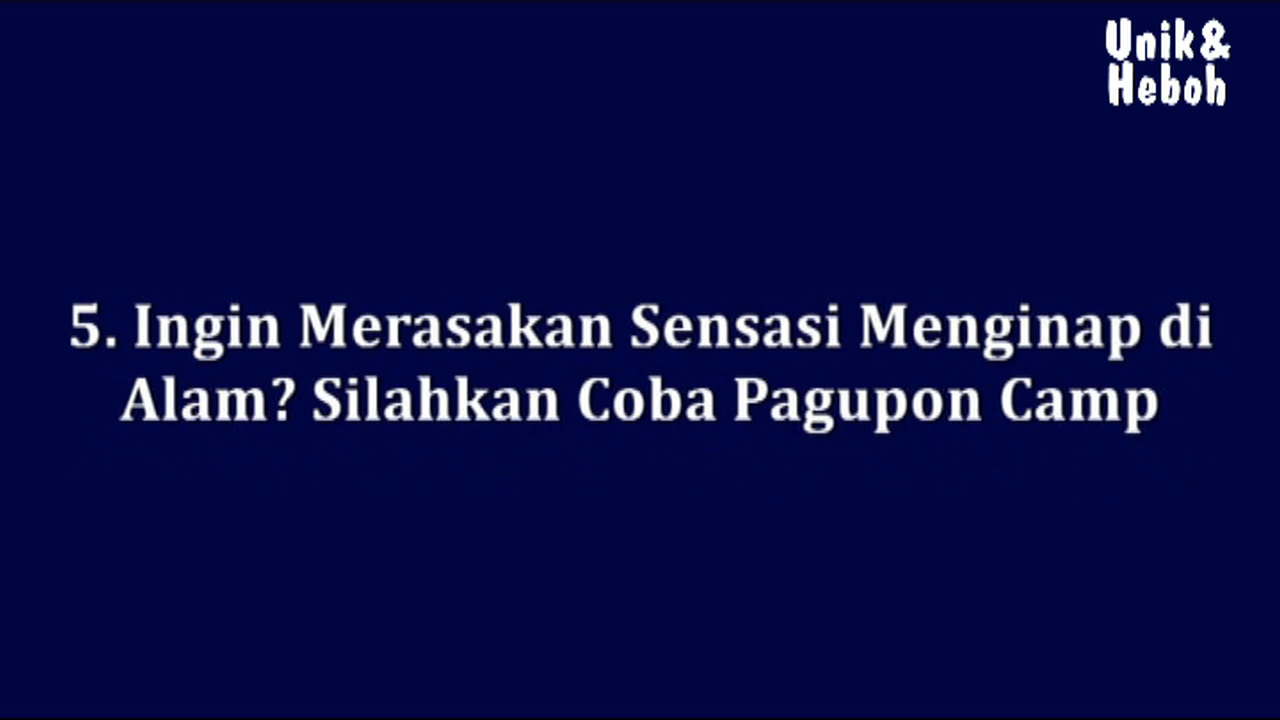 Unik&
Heboh
5. Ingin Merasakan Sensasi Menginap di
Alam? Silahkan Coba Pagupon Camp